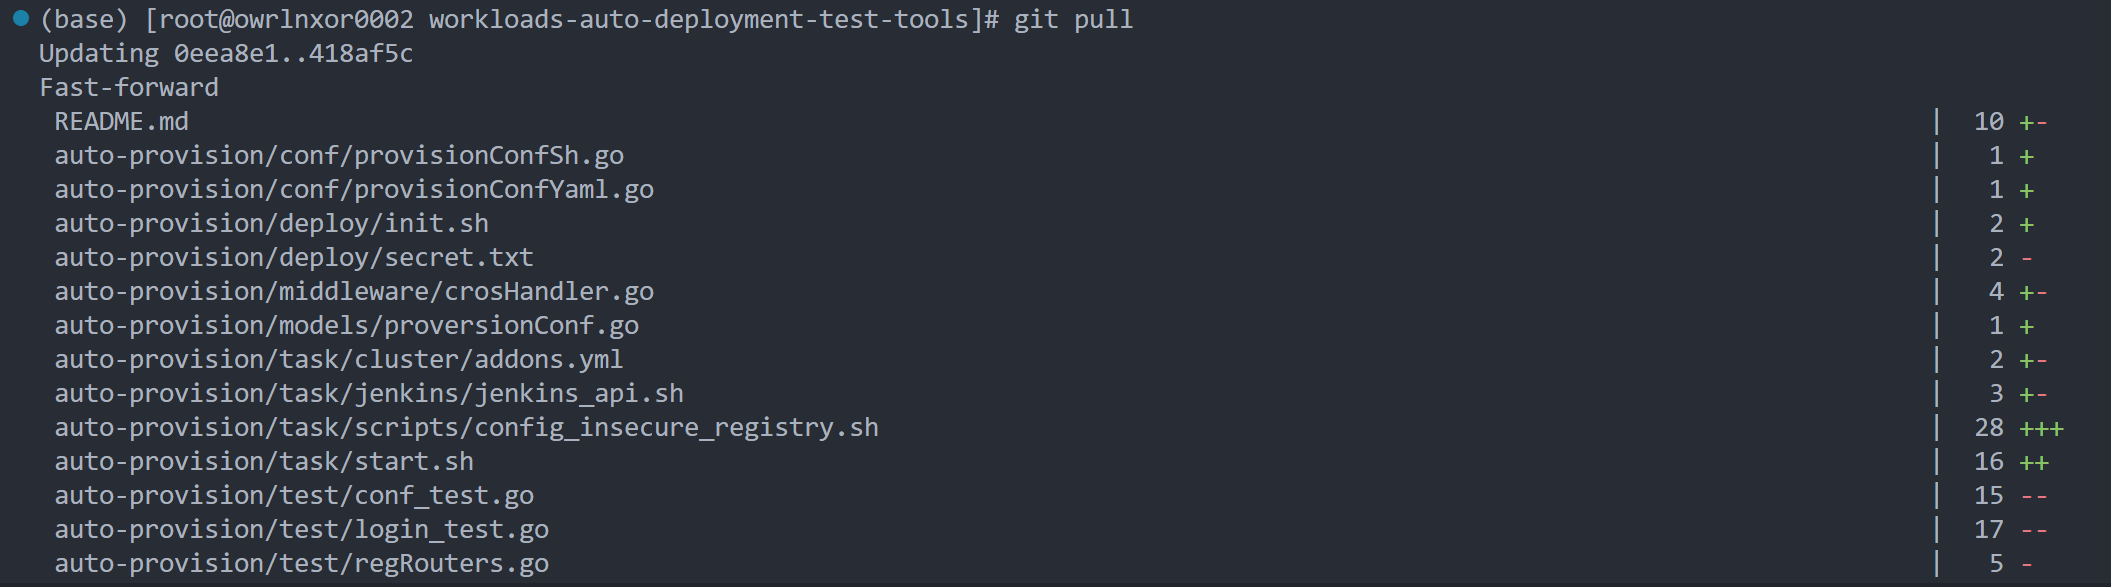 (base) [root@owrlnxor0002 workloads-auto-deployment-test-tools]# git pull
Updating 0eea8e1..418af5c
Fast-forward
README.md | 10 +-
auto-provision/conf/provisionConfSh.go | 1 +
auto-provision/conf/provisionConfYaml.go | 1 +
auto-provision/deploy/init.sh | 2 +
auto-provision/deploy/secret.txt | 2 -
auto-provision/middleware/crosHandler.go | 4 +-
auto-provision/models/proversionConf.go | 1 +
auto-provision/task/cluster/addons.yml | 2 +-
auto-provision/task/jenkins/jenkins_api.sh | 3 +-
auto-provision/task/scripts/config_insecure_registry.sh | 28 +++
auto-provision/task/start.sh | 16 ++
auto-provision/test/conf_test.go | 15 --
auto-provision/test/login_test.go | 17 --
auto-provision/test/regRouters.go | 5 -